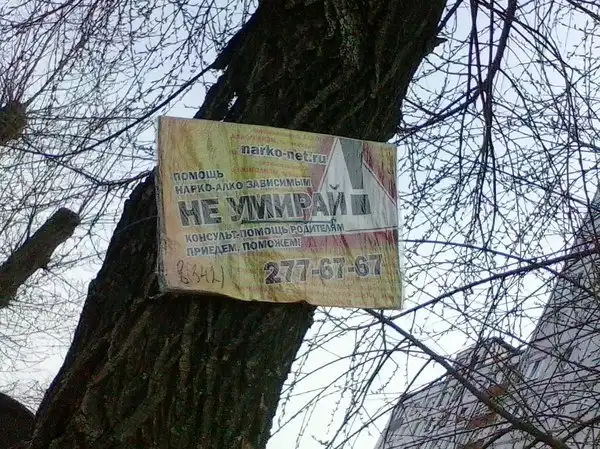 narko-net.ru
ПОМОЩЬ
НАРКО-АЛКО ЗАВИСИМЫМ
НЕ УМИРАЙ!
КОНСУЛЬТ-ПОМОЩЬ РОДИТЕЛЯМ
ПРИЕДЕМ, ПОМОЖЕМ!
277-67-67